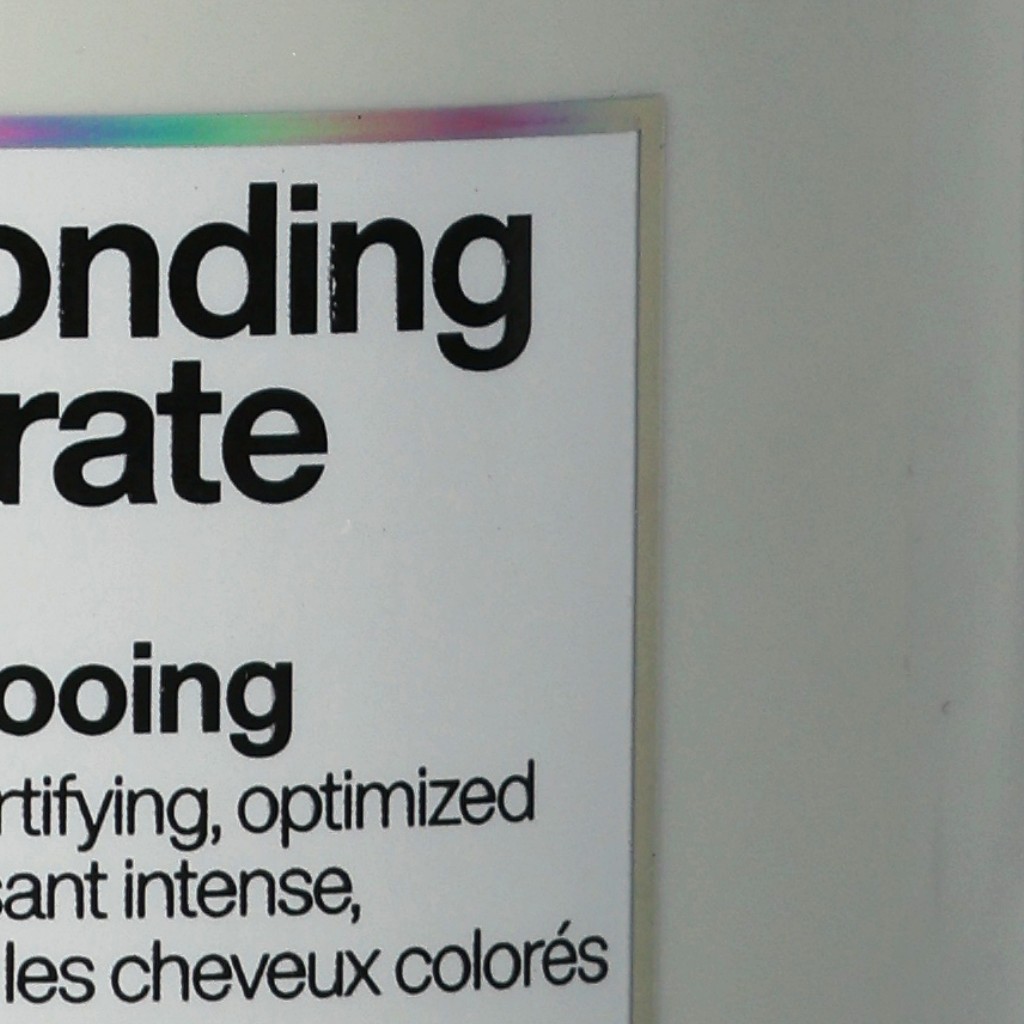 onding
rate
ooing
rtifying, optimized
sant intense,
les cheveux colorés